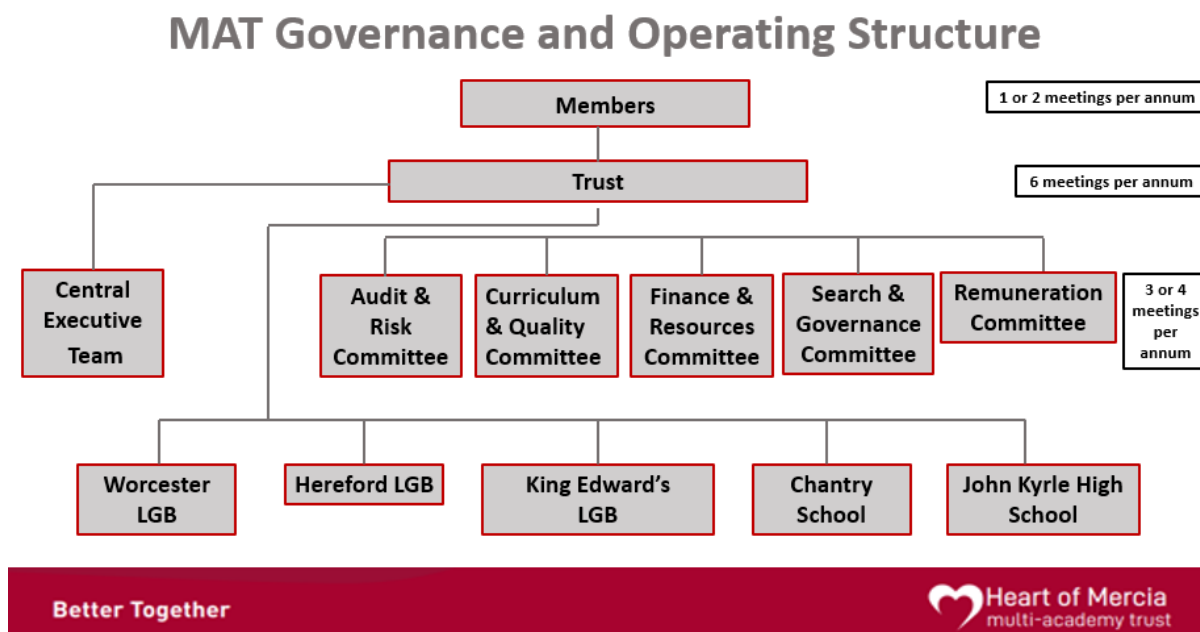 MAT Governance and Operating Structure
Members
1 or 2 meetings per annum
Trust
6 meetings per annum
Central
Executive
Team
Audit &
Risk
Committee
Curriculum
& Quality
Committee
Finance &
Resources
Committee
Search &
Governance
Committee
Remuneration
Committee
3 or 4
meetings
per
annum
Worcester
LGB
Hereford LGB
King Edward's
LGB
Chantry
School
John Kyrle High
School
Better Together
Heart of Mercia
multi-academy trust